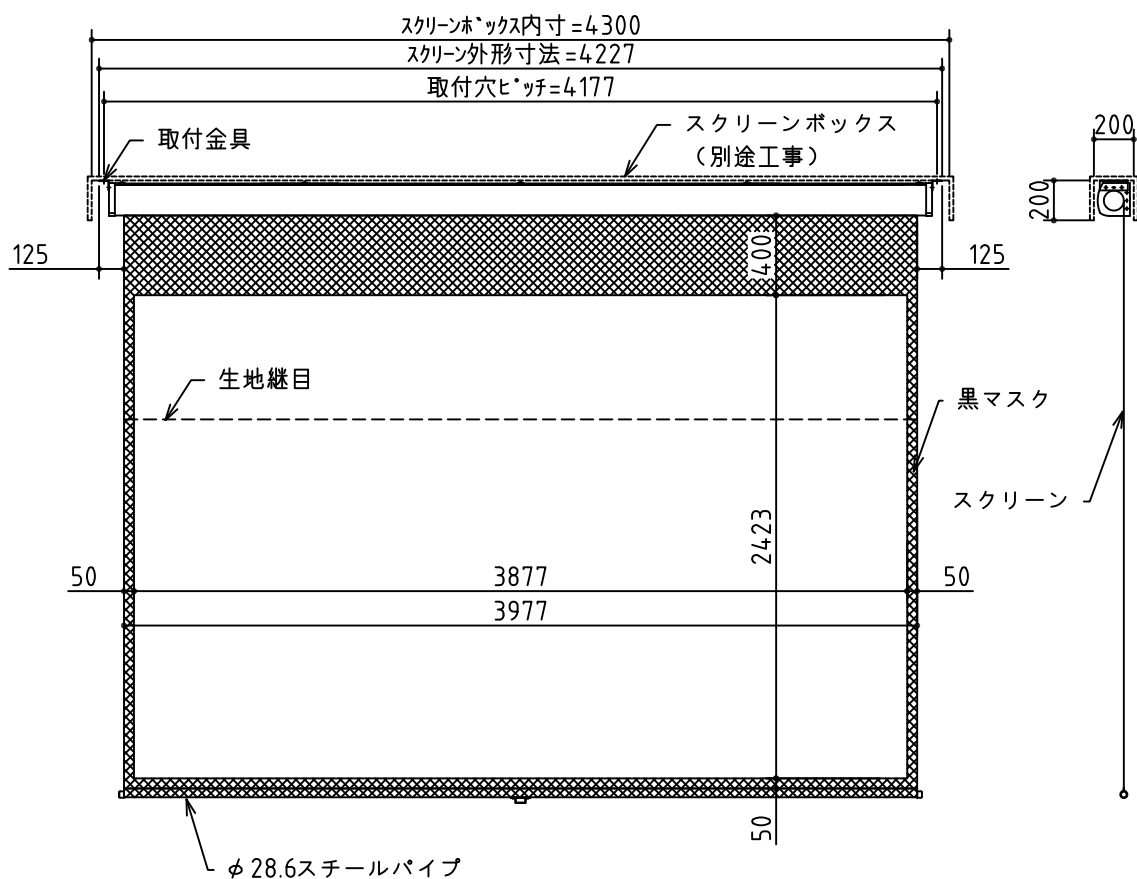 スクリーンボックス内寸=4300
スクリーン外形寸法=4227
取付穴ピッチ=4177
取付金具
スクリーンボックス
（別途工事）
200
200
125
400
125
生地継目
黒マスク
スクリーン
2423
50
3877
50
3977
50
φ28.6スチールパイプ